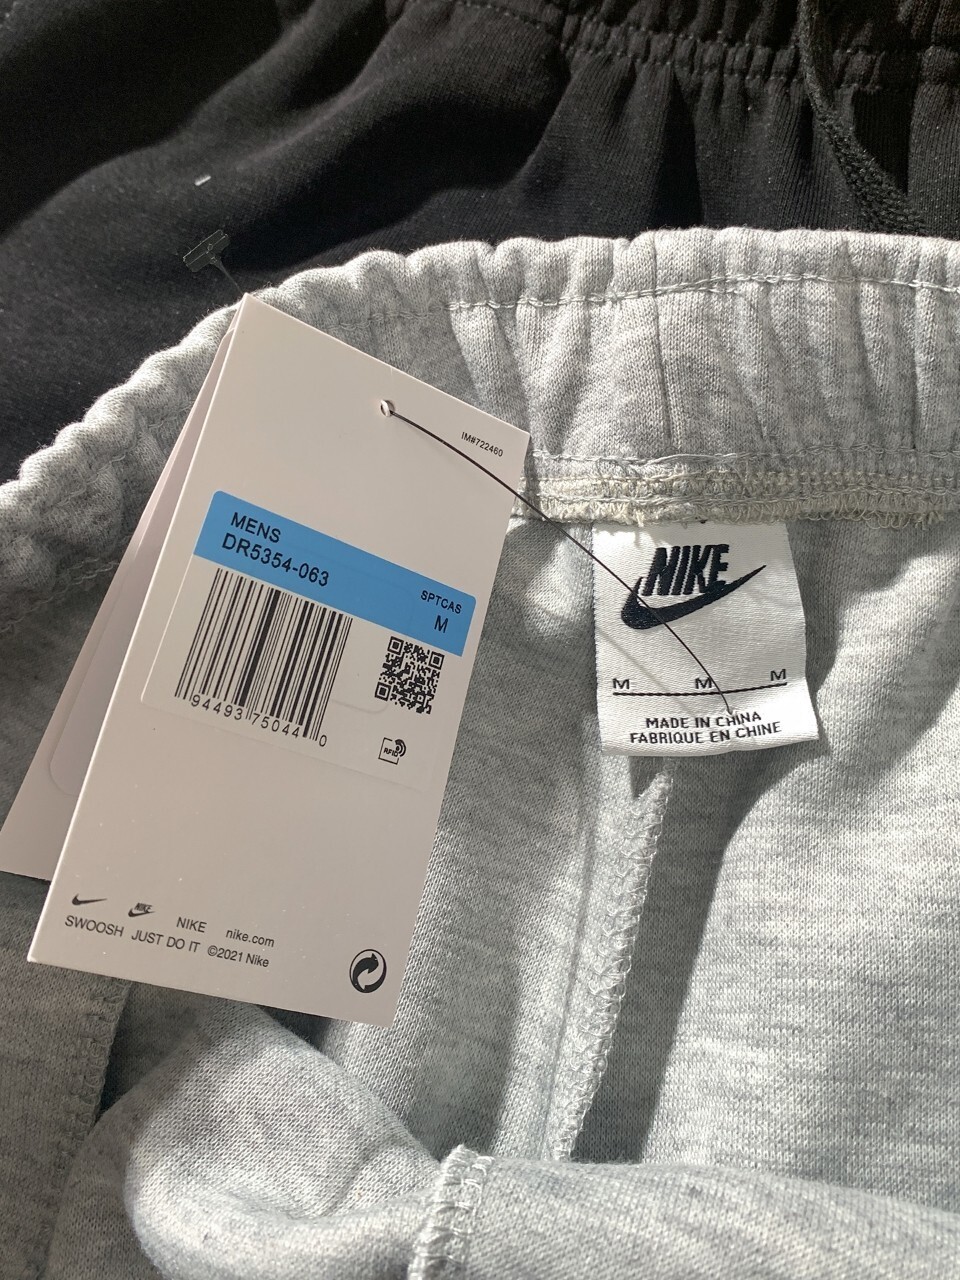 IM#722460
MENS
DR5354-063
SPTCAS
M
94493 75044 0
RFID
NIKE
NIKE nike.com
SWOOSH JUST DO IT ©2021 Nike
NIKE
M M M
MADE IN CHINA
FABRIQUE EN CHINE